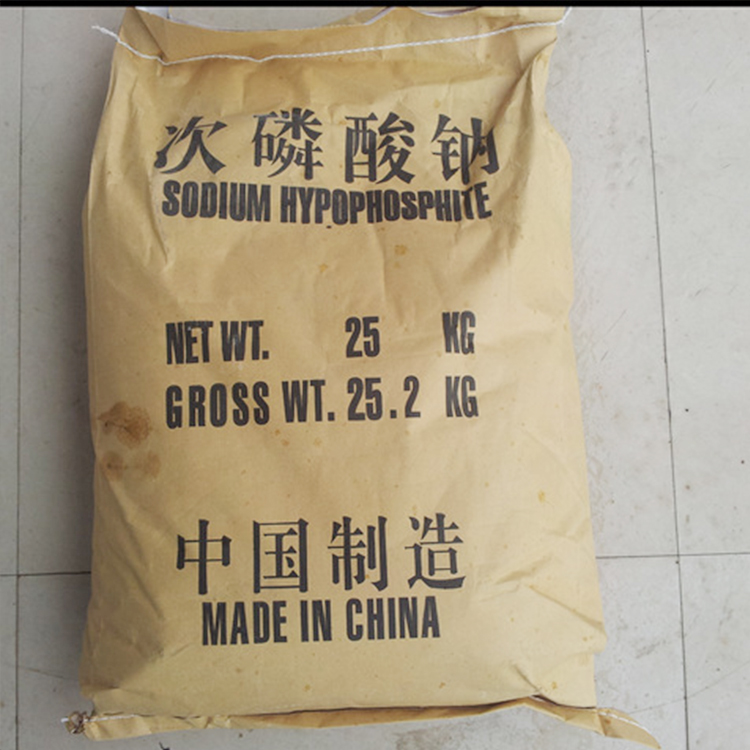 次磷酸钠
SODIUM HYPOPHOSPHITE
NET WT. 25 KG
GROSS WT. 25.2 KG
中国制造
MADE IN CHINA